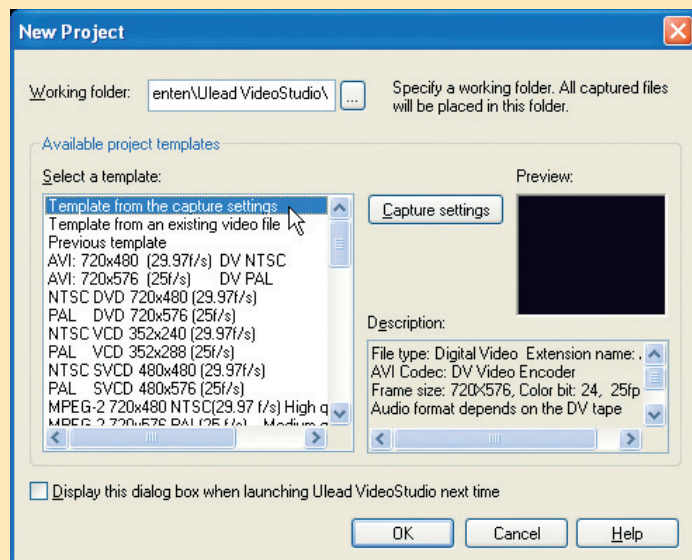 New Project
Working folder:
enten\Ulead VideoStudio\
...
Specify a working folder. All captured files
will be placed in this folder.
Available project templates
Select a template:
Template from the capture settings
Template from an existing video file
Previous template
AVI: 720x480 (29.97f/s) DV NTSC
AVI: 720x576 (25f/s) DV PAL
NTSC DVD 720x480 (29.97f/s)
PAL DVD 720x576 (25f/s)
NTSC VCD 352x240 (29.97f/s)
PAL VCD 352x288 (25f/s)
NTSC SVCD 480x480 (29.97f/s)
PAL SVCD 480x576 (25f/s)
MPEG-2 720x480 NTSC(29.97 f/s) High q
MPEG-2 720x576 PAL(25 f/s) Medium q
Capture settings
Preview:
Description:
File type: Digital Video Extension name: .
AVI Codec: DV Video Encoder
Frame size: 720X576, Color bit: 24, 25fp
Audio format depends on the DV tape
Display this dialog box when launching Ulead VideoStudio next time
OK
Cancel
Help